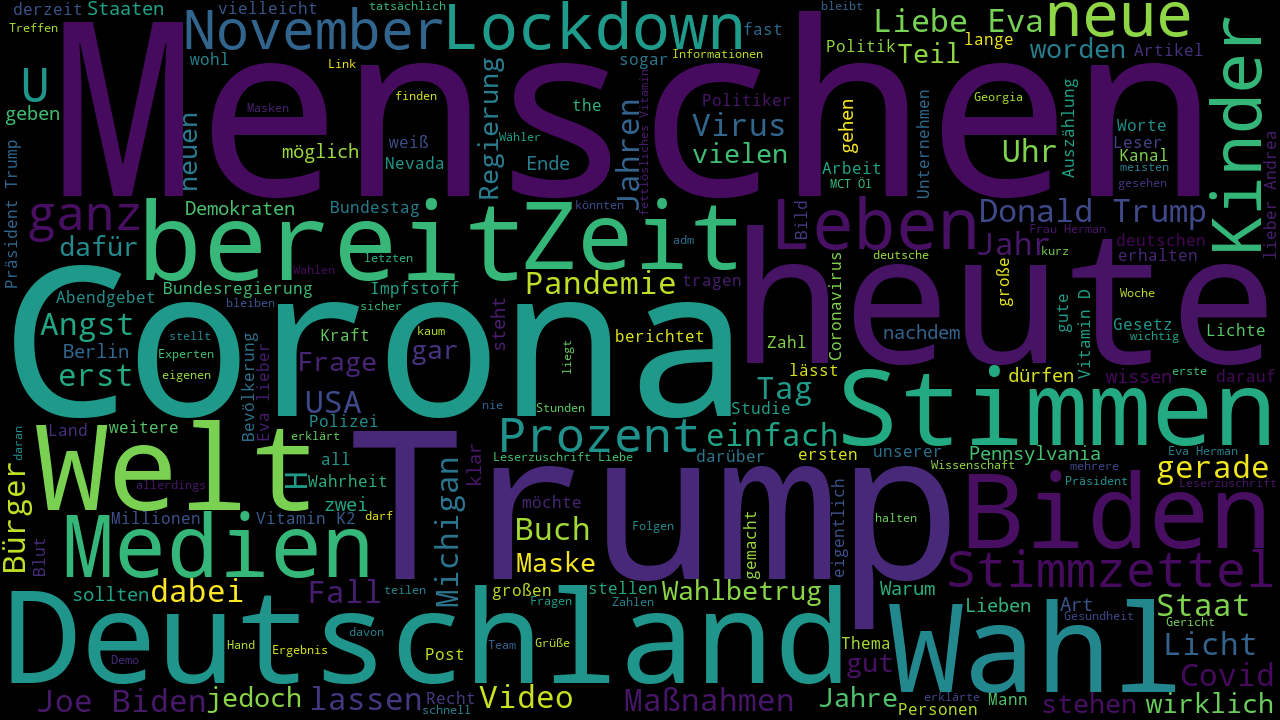 derzeit Staaten vielleicht tatsächlich bleibt
Treffen November Lockdown fast Liebe Eva neue
Menschen
U wohl Link sogar Informationen Politik Teil lange worden Artikel
geben Masken finden the Politiker Georgia Kinder
neuen möglich weiß Nevada Regierung Wähler Ende Jahren fettlösliches Vitamin Virus vielen gehen Arbeit MCT Öl Unternehmen Uhr Auszählung Worte Leser Kanal meisten gesehen
Präsident Trump ganz Demokraten Bundestag könnten Bild Leben Donald Trump lieber Andrea
dafür bereit Zeit adm Jahr Frau Herman deutschen
Wahlen letzten heute kurz erhalten
Abendgebet Bundesregierung Impfstoff Pandemie tragen Coronavirus deutsche große Woche
bleiben sicher
Corona
Angst stellt Kraft kaum steht berichtet Zahl nachdem gute Vitamin D Gesetz Lichte
Berlin Experten Frage gar liegt lässt wichtig
erst eigenen USA Tag Stimmen dürfen wissen erste darauf
Bevölkerung Eva lieber Polizei nie Stunden Studie
Land weitere erklärt Prozent einfach
daran Welt Trump all klar Leserzuschrift Liebe darüber ersten unserer Pennsylvania Eva Herman
H Wahrheit Wissenschaft mehrere gerade
Bürger allerdings zwei möchte Biden Präsident Leserzuschrift
Medien Millionen Vitamin K2 darf Michigan Buch Folgen gemacht eigentlich halten
Blut Maske Stimmzettel
sollten dabei Fall teilen großen stellen Wahlbetrug Warum
Deutschland Fragen Zahlen Wahl Lieben Art Staat
Gesundheit Gericht
Hand davon Licht
Demo Ergebnis Post Team Grüße Thema gut Covid
Joe Biden jedoch lassen Recht schnell Video Maßnahmen Jahre erklärte Personen Mann stehen wirklich